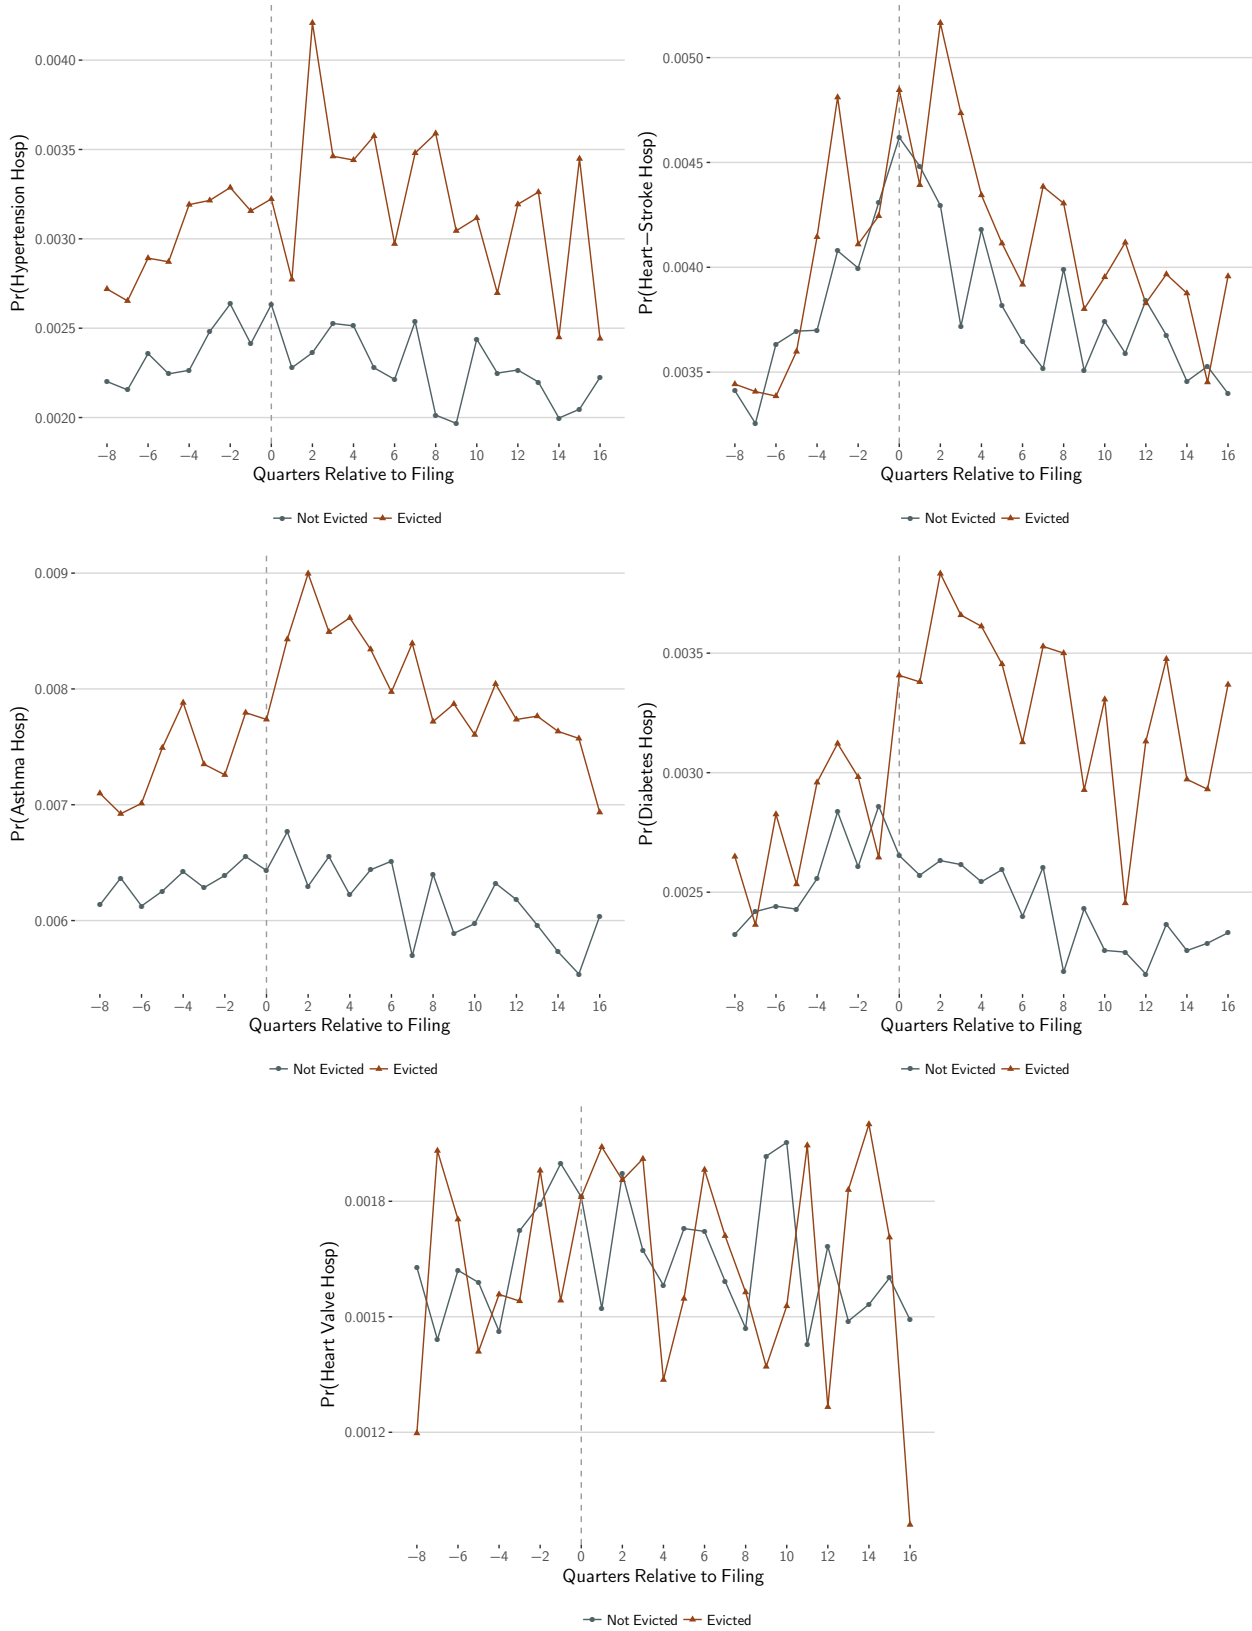 Pr(Hypertension Hosp)
0.0040
0.0035
0.0030
0.0025
0.0020
−8 −6 −4 −2 0 2 4 6 8 10 12 14 16
Quarters Relative to Filing
Not Evicted Evicted
Pr(Heart−Stroke Hosp)
0.0050
0.0045
0.0040
0.0035
−8 −6 −4 −2 0 2 4 6 8 10 12 14 16
Quarters Relative to Filing
Not Evicted Evicted
Pr(Asthma Hosp)
0.009
0.008
0.007
0.006
−8 −6 −4 −2 0 2 4 6 8 10 12 14 16
Quarters Relative to Filing
Not Evicted Evicted
Pr(Diabetes Hosp)
0.0035
0.0030
0.0025
−8 −6 −4 −2 0 2 4 6 8 10 12 14 16
Quarters Relative to Filing
Not Evicted Evicted
Pr(Heart Valve Hosp)
0.0018
0.0015
0.0012
−8 −6 −4 −2 0 2 4 6 8 10 12 14 16
Quarters Relative to Filing
Not Evicted Evicted